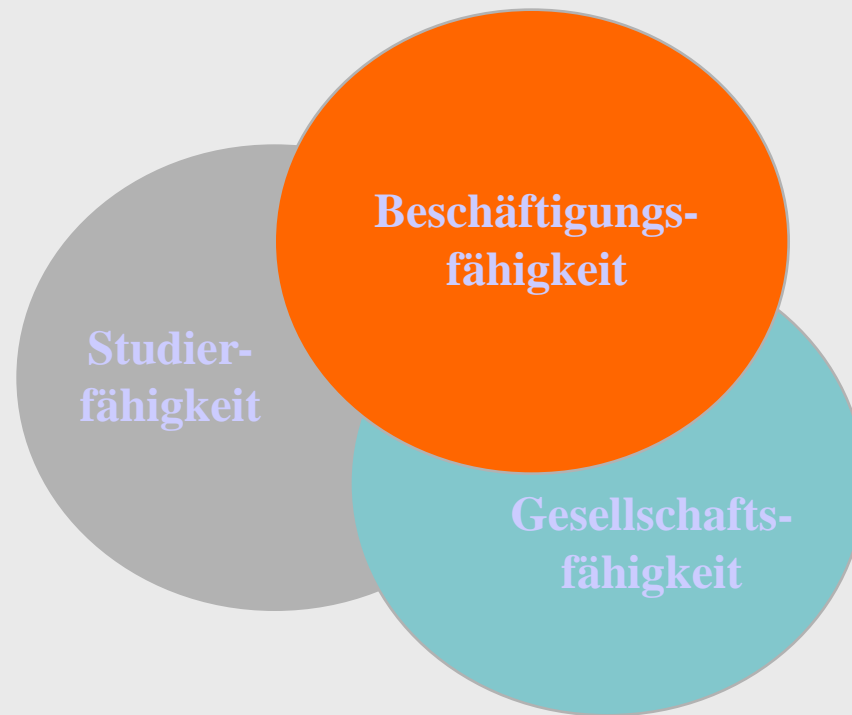 Beschäftigungs-
fähigkeit
Studier-
fähigkeit
Gesellschafts-
fähigkeit